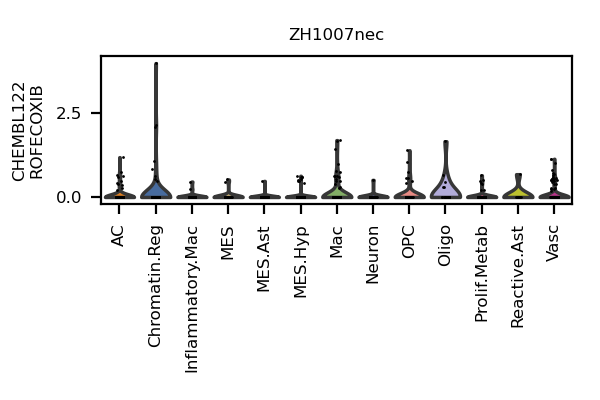 ZH1007nec
CHEMBL122
ROFECOXIB
2.5
0.0
AC
Chromatin.Reg
Inflammatory.Mac
MES
MES.Ast
MES.Hyp
Mac
Neuron
OPC
Oligo
Prolif.Metab
Reactive.Ast
Vasc